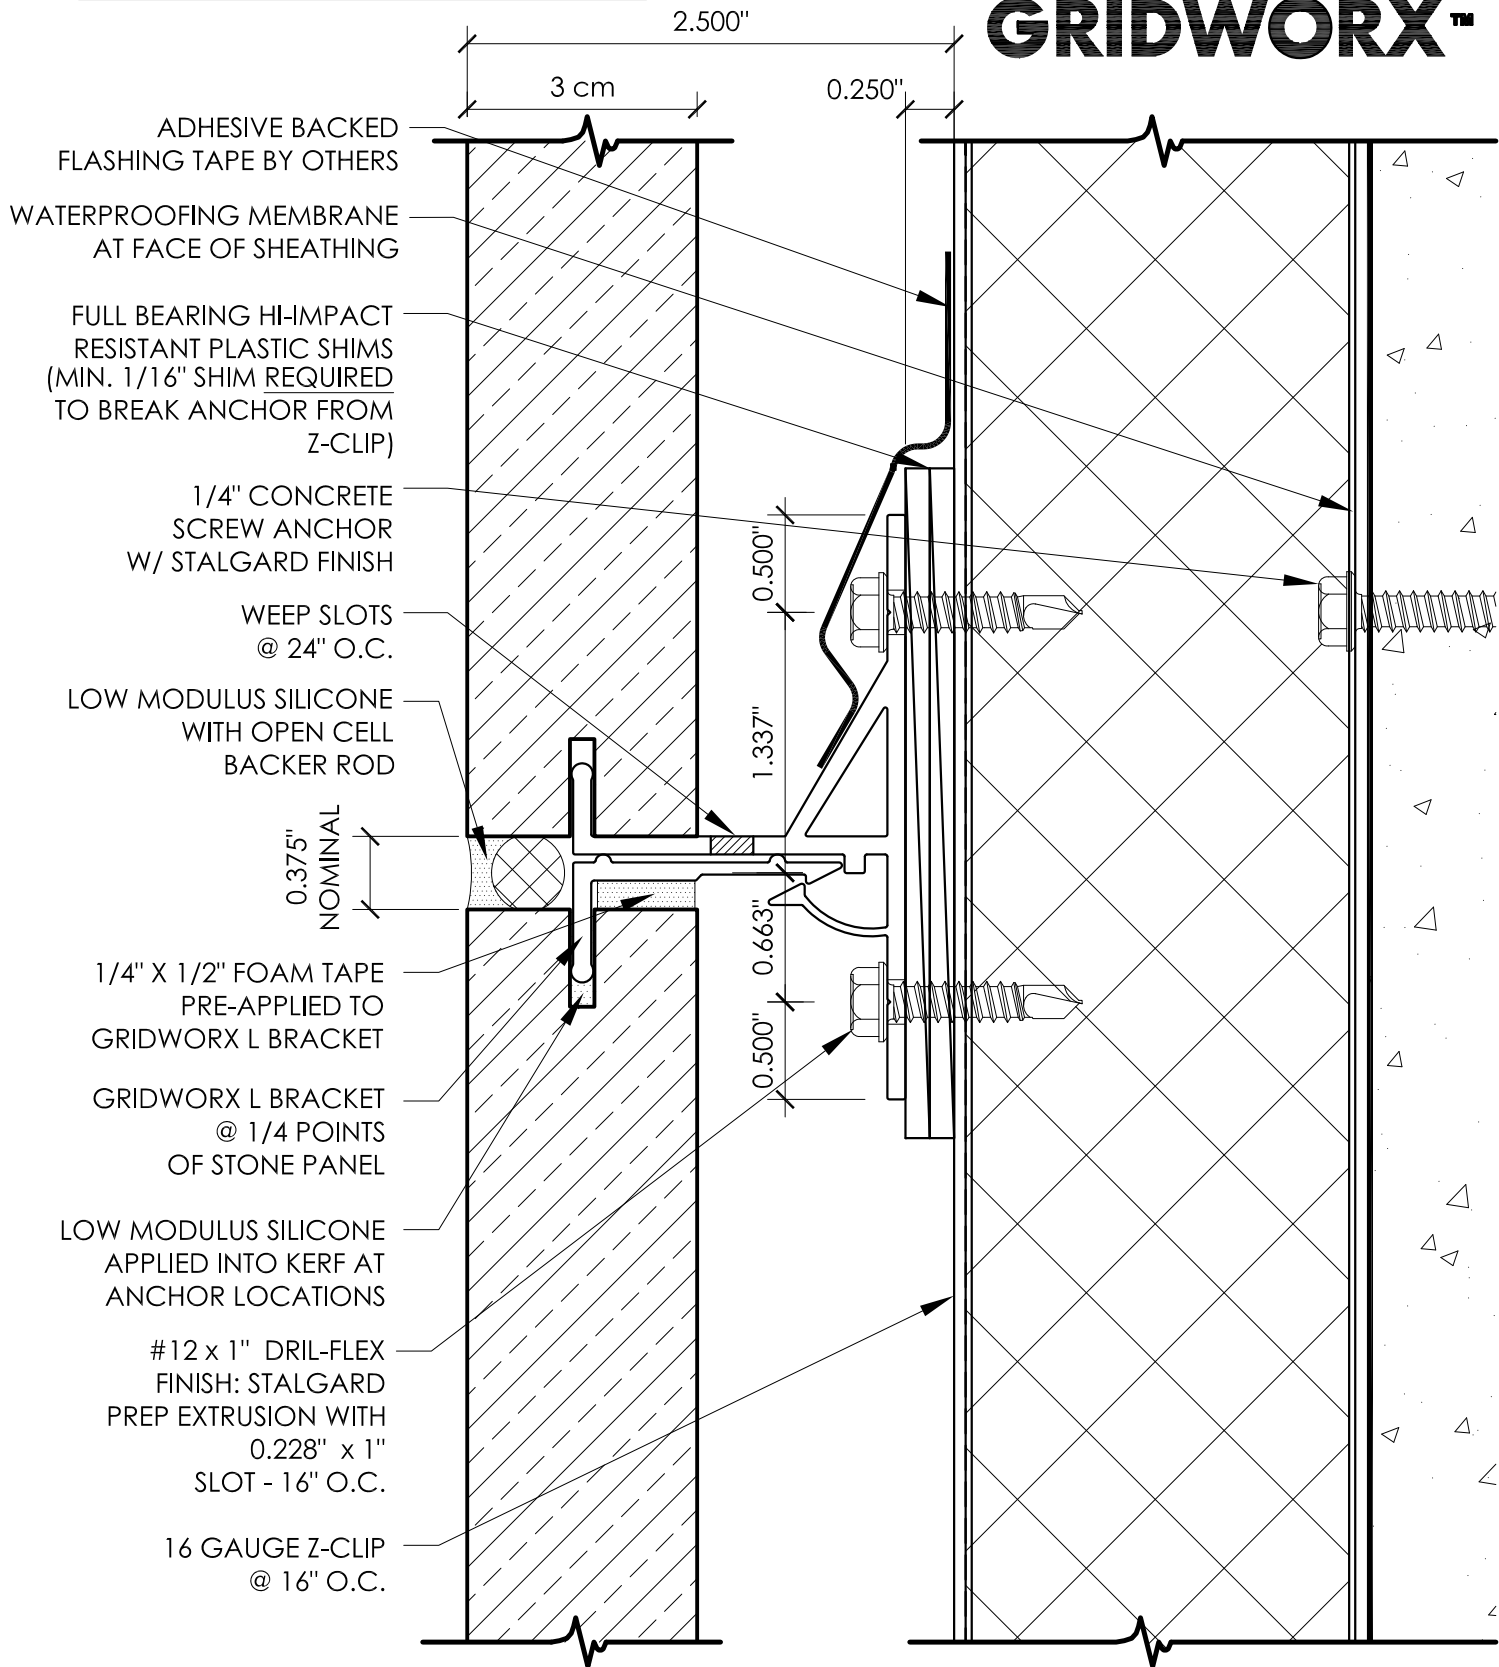 2.500"
GRIDWORX™
3 cm
0.250"
ADHESIVE BACKED
FLASHING TAPE BY OTHERS
WATERPROOFING MEMBRANE
AT FACE OF SHEATHING
FULL BEARING HI-IMPACT
RESISTANT PLASTIC SHIMS
(MIN. 1/16" SHIM REQUIRED
TO BREAK ANCHOR FROM
Z-CLIP)
1/4" CONCRETE
SCREW ANCHOR
W/ STALGARD FINISH
WEEP SLOTS
@ 24" O.C.
LOW MODULUS SILICONE
WITH OPEN CELL
BACKER ROD
0.375"
NOMINAL
0.500"
1.337"
0.663"
0.500"
1/4" X 1/2" FOAM TAPE
PRE-APPLIED TO
GRIDWORX L BRACKET
GRIDWORX L BRACKET
@ 1/4 POINTS
OF STONE PANEL
LOW MODULUS SILICONE
APPLIED INTO KERF AT
ANCHOR LOCATIONS
#12 x 1" DRIL-FLEX
FINISH: STALGARD
PREP EXTRUSION WITH
0.228" x 1"
SLOT - 16" O.C.
16 GAUGE Z-CLIP
@ 16" O.C.